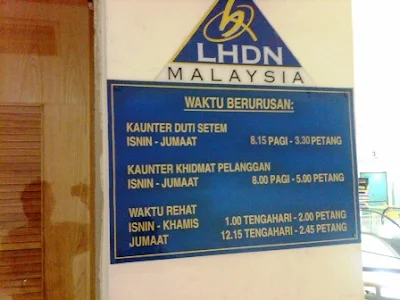 LHDN
MALAYSIA
WAKTU BERURUSAN:
KAUNTER DUTI SETEM
ISNIN - JUMAAT 8.15 PAGI - 3.30 PETANG
KAUNTER KHIDMAT PELANGGAN
ISNIN - JUMAAT 8.00 PAGI - 5.00 PETANG
WAKTU REHAT
ISNIN - KHAMIS 1.00 TENGAHARI - 2.00 PETANG
JUMAAT 12.15 TENGAHARI - 2.45 PETANG